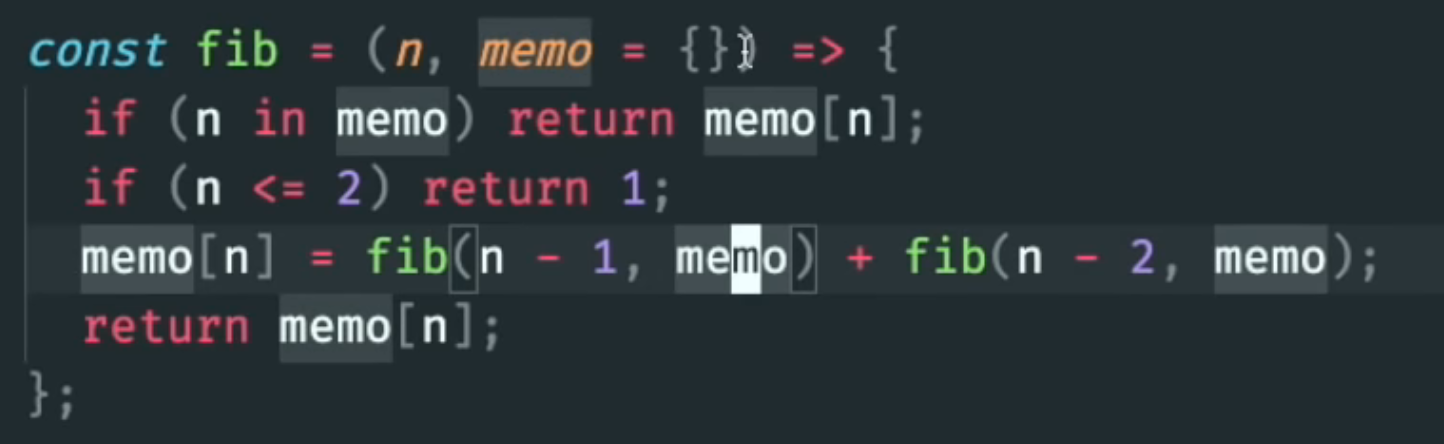 const fib = (n, memo = {}) => {
  if (n in memo) return memo[n];
  if (n <= 2) return 1;
  memo[n] = fib(n - 1, memo) + fib(n - 2, memo);
  return memo[n];
};